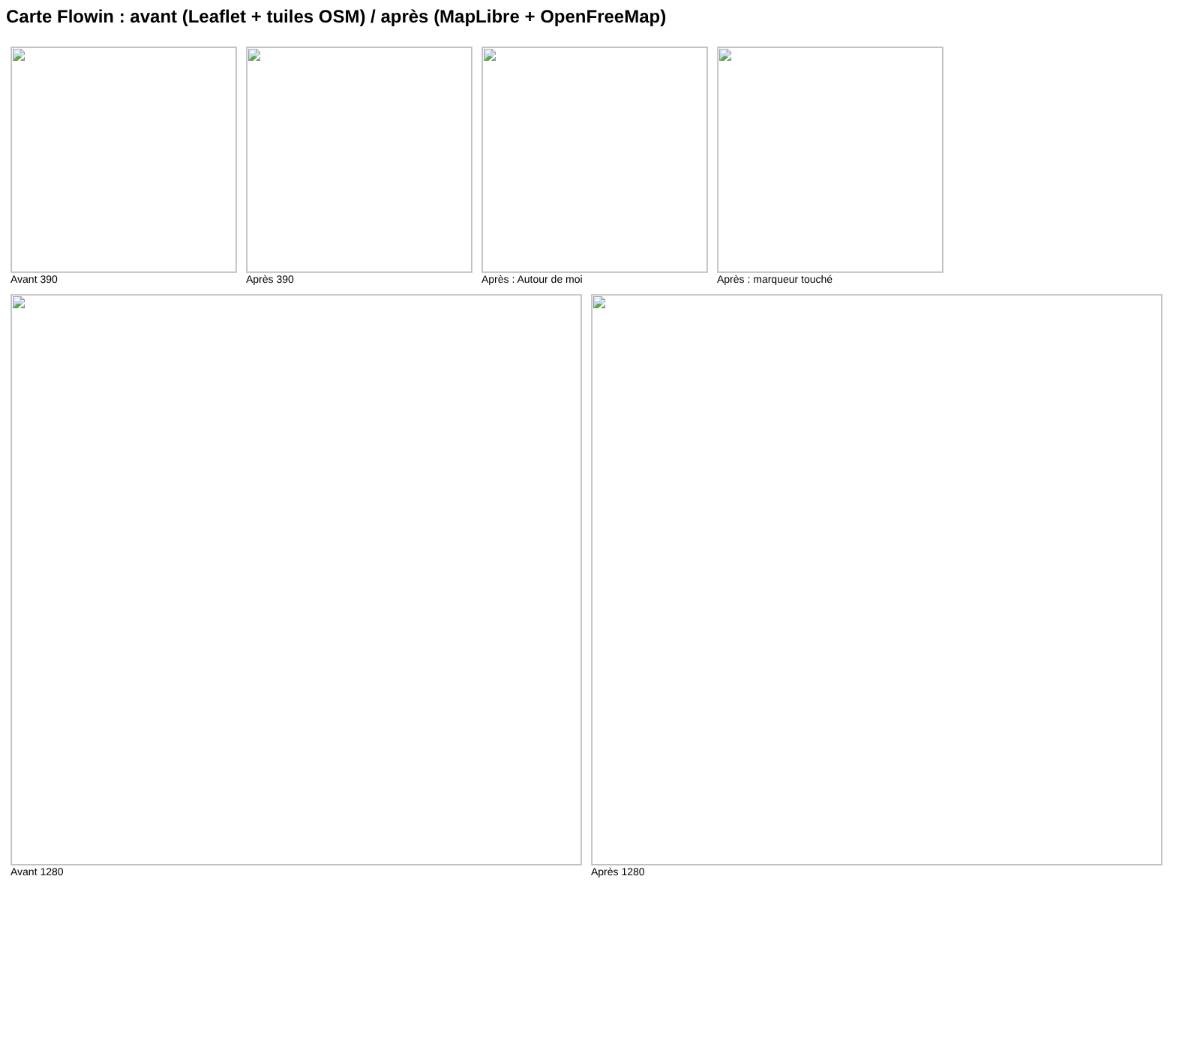 Carte Flowin : avant (Leaflet + tuiles OSM) / après (MapLibre + OpenFreeMap)
Avant 390
Après 390
Après : Autour de moi
Après : marqueur touché
Avant 1280
Après 1280